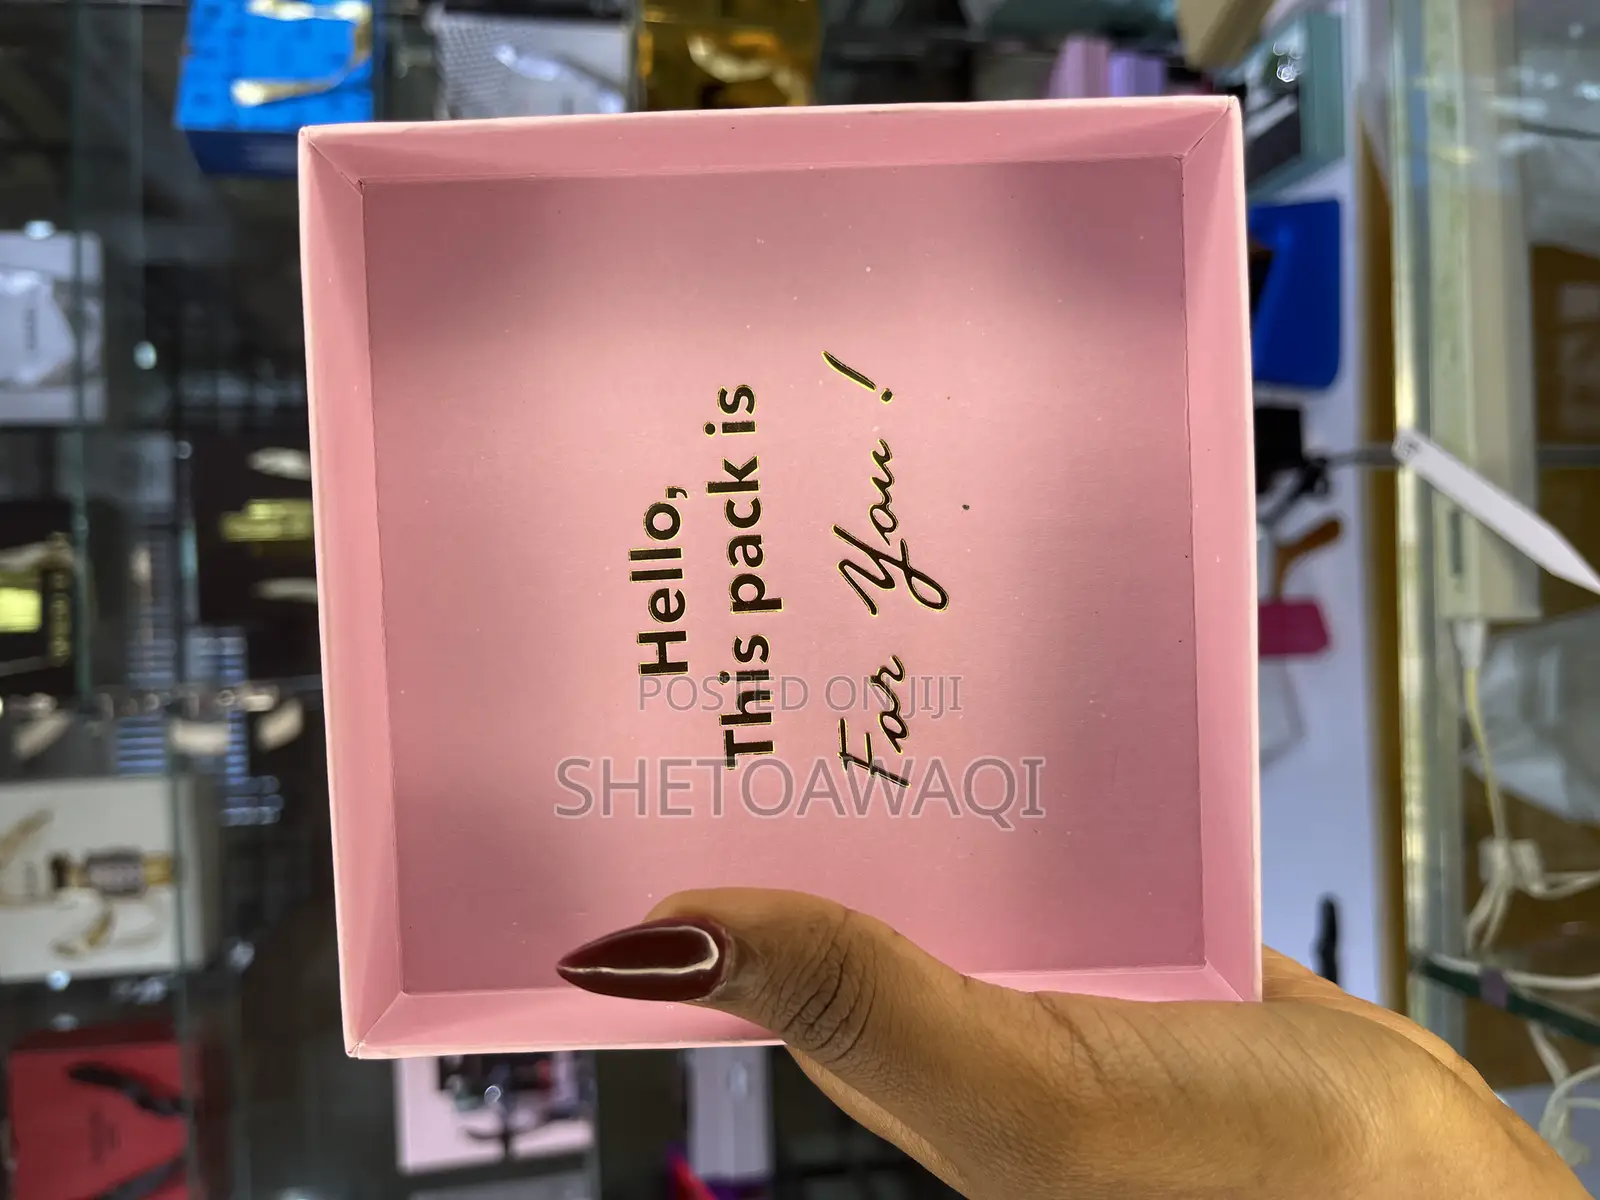 Hello,
This pack is
For You !
POSTED ON JIJI
SHETOAWAQI